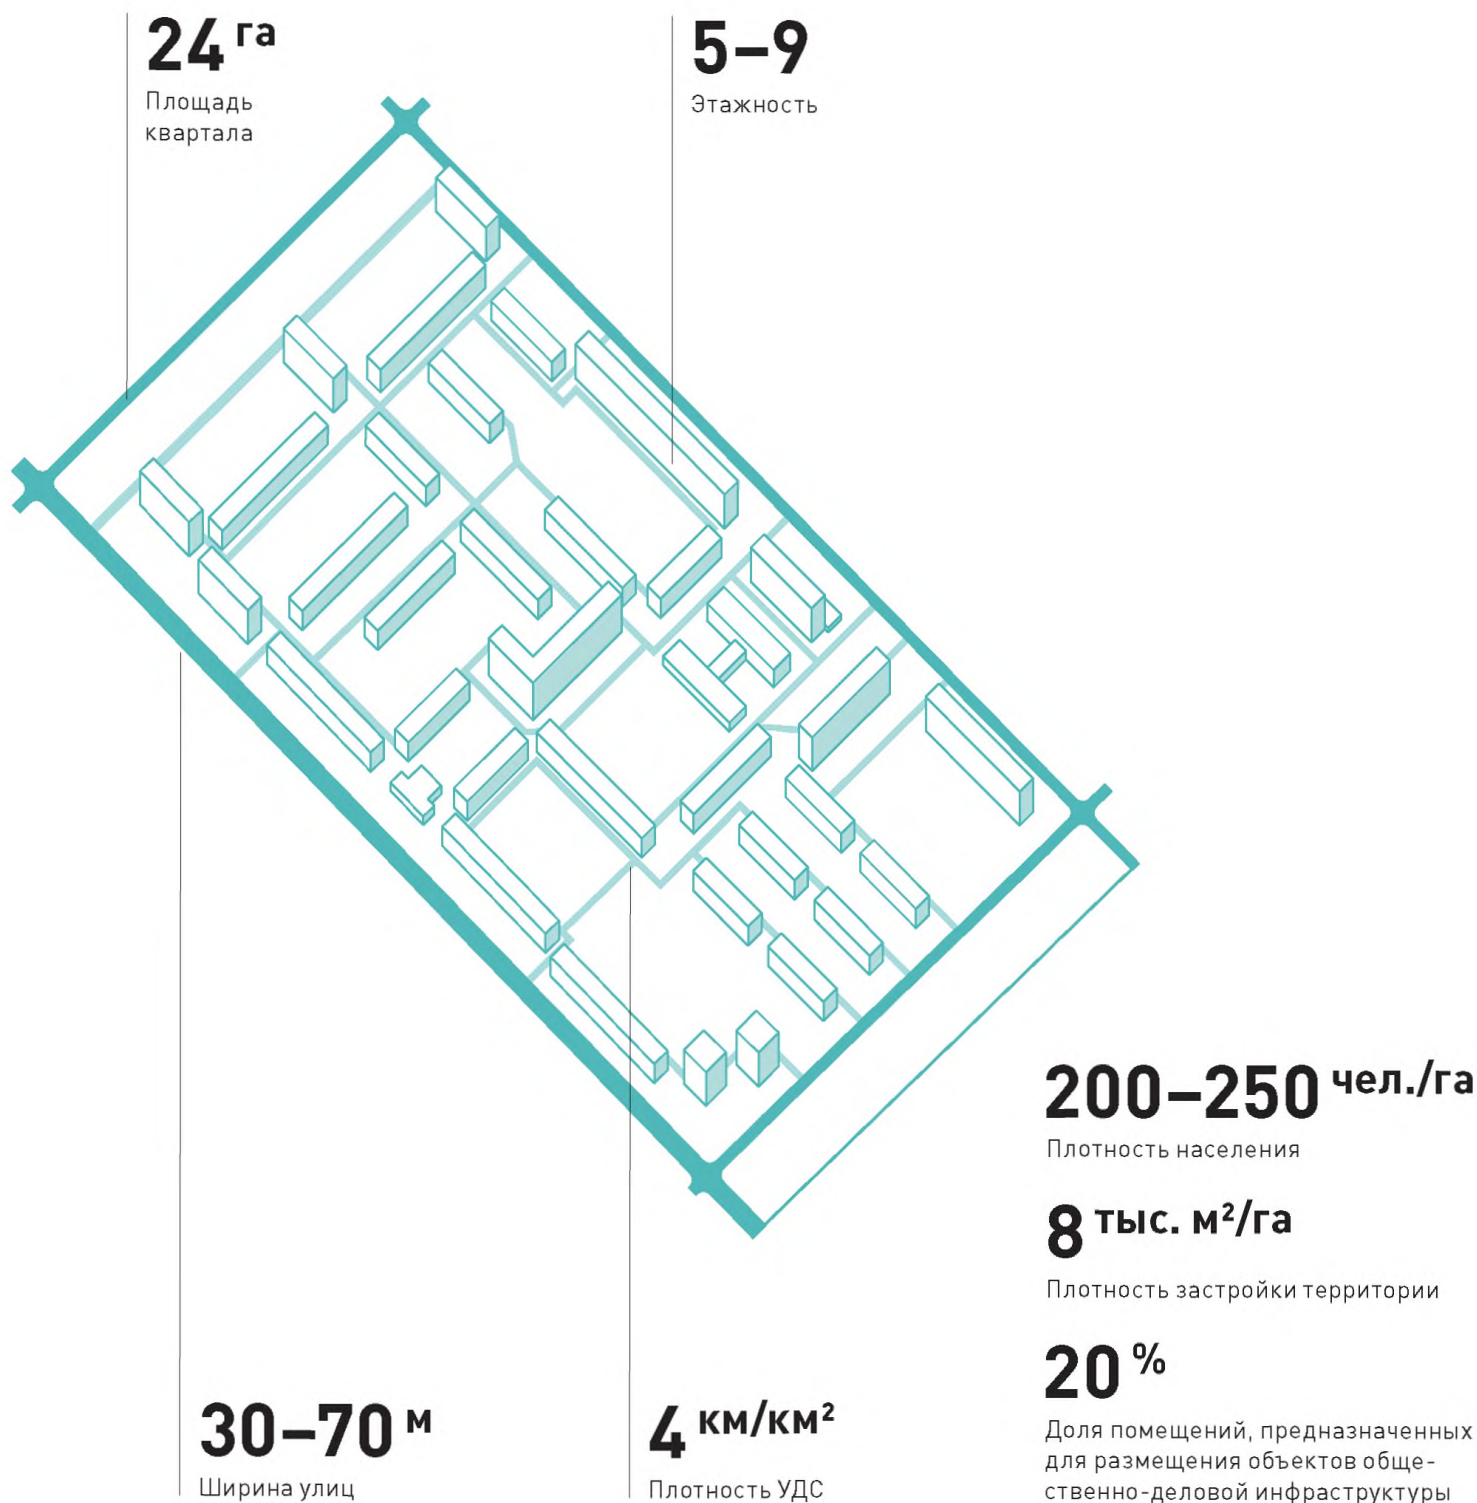 24 га
Площадь
квартала
5–9
Этажность
200–250 чел./га
Плотность населения
8 тыс. м²/га
Плотность застройки территории
20 %
Доля помещений, предназначенных
для размещения объектов обще-
ственно-деловой инфраструктуры
30–70 м
Ширина улиц
4 км/км²
Плотность УДС